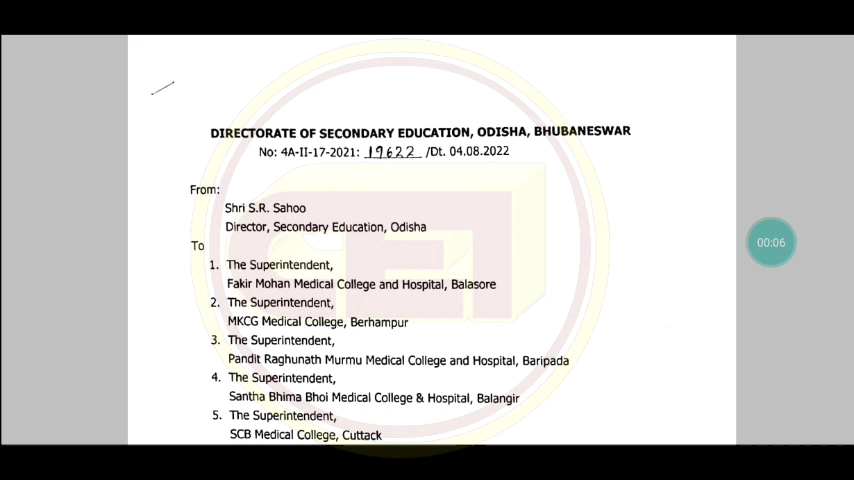 DIRECTORATE OF SECONDARY EDUCATION, ODISHA, BHUBANESWAR
No: 4A-II-17-2021: 19622 /Dt. 04.08.2022
From:
Shri S.R. Sahoo
Director, Secondary Education, Odisha
To
1. The Superintendent,
Fakir Mohan Medical College and Hospital, Balasore
2. The Superintendent,
MKCG Medical College, Berhampur
3. The Superintendent,
Pandit Raghunath Murmu Medical College and Hospital, Baripada
4. The Superintendent,
Santha Bhima Bhoi Medical College & Hospital, Balangir
5. The Superintendent,
SCB Medical College, Cuttack
00:06